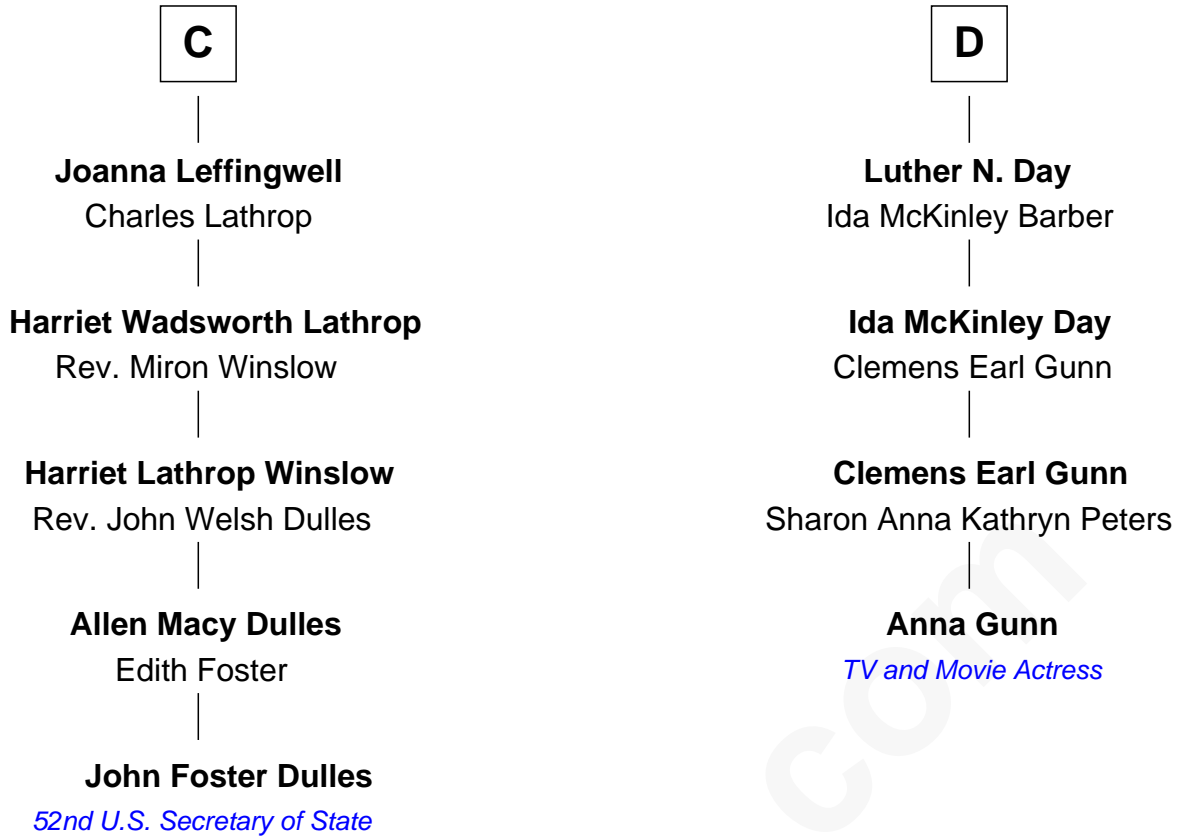 C
Joanna Leffingwell
Charles Lathrop
Harriet Wadsworth Lathrop
Rev. Miron Winslow
Harriet Lathrop Winslow
Rev. John Welsh Dulles
Allen Macy Dulles
Edith Foster
John Foster Dulles
52nd U.S. Secretary of State
D
Luther N. Day
Ida McKinley Barber
Ida McKinley Day
Clemens Earl Gunn
Clemens Earl Gunn
Sharon Anna Kathryn Peters
Anna Gunn
TV and Movie Actress
com